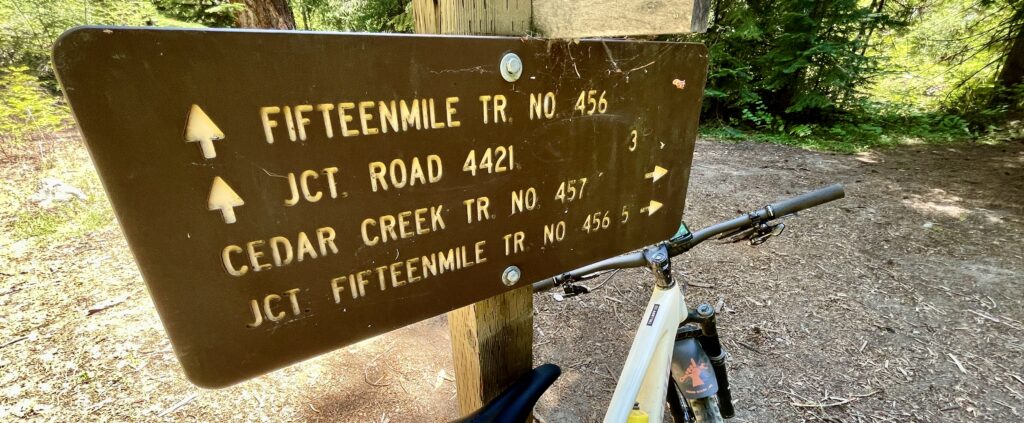 FIFTEENMILE TR. NO. 456
JCT. ROAD 4421 3
CEDAR CREEK TR. NO. 457
JCT. FIFTEENMILE TR. NO. 456 5